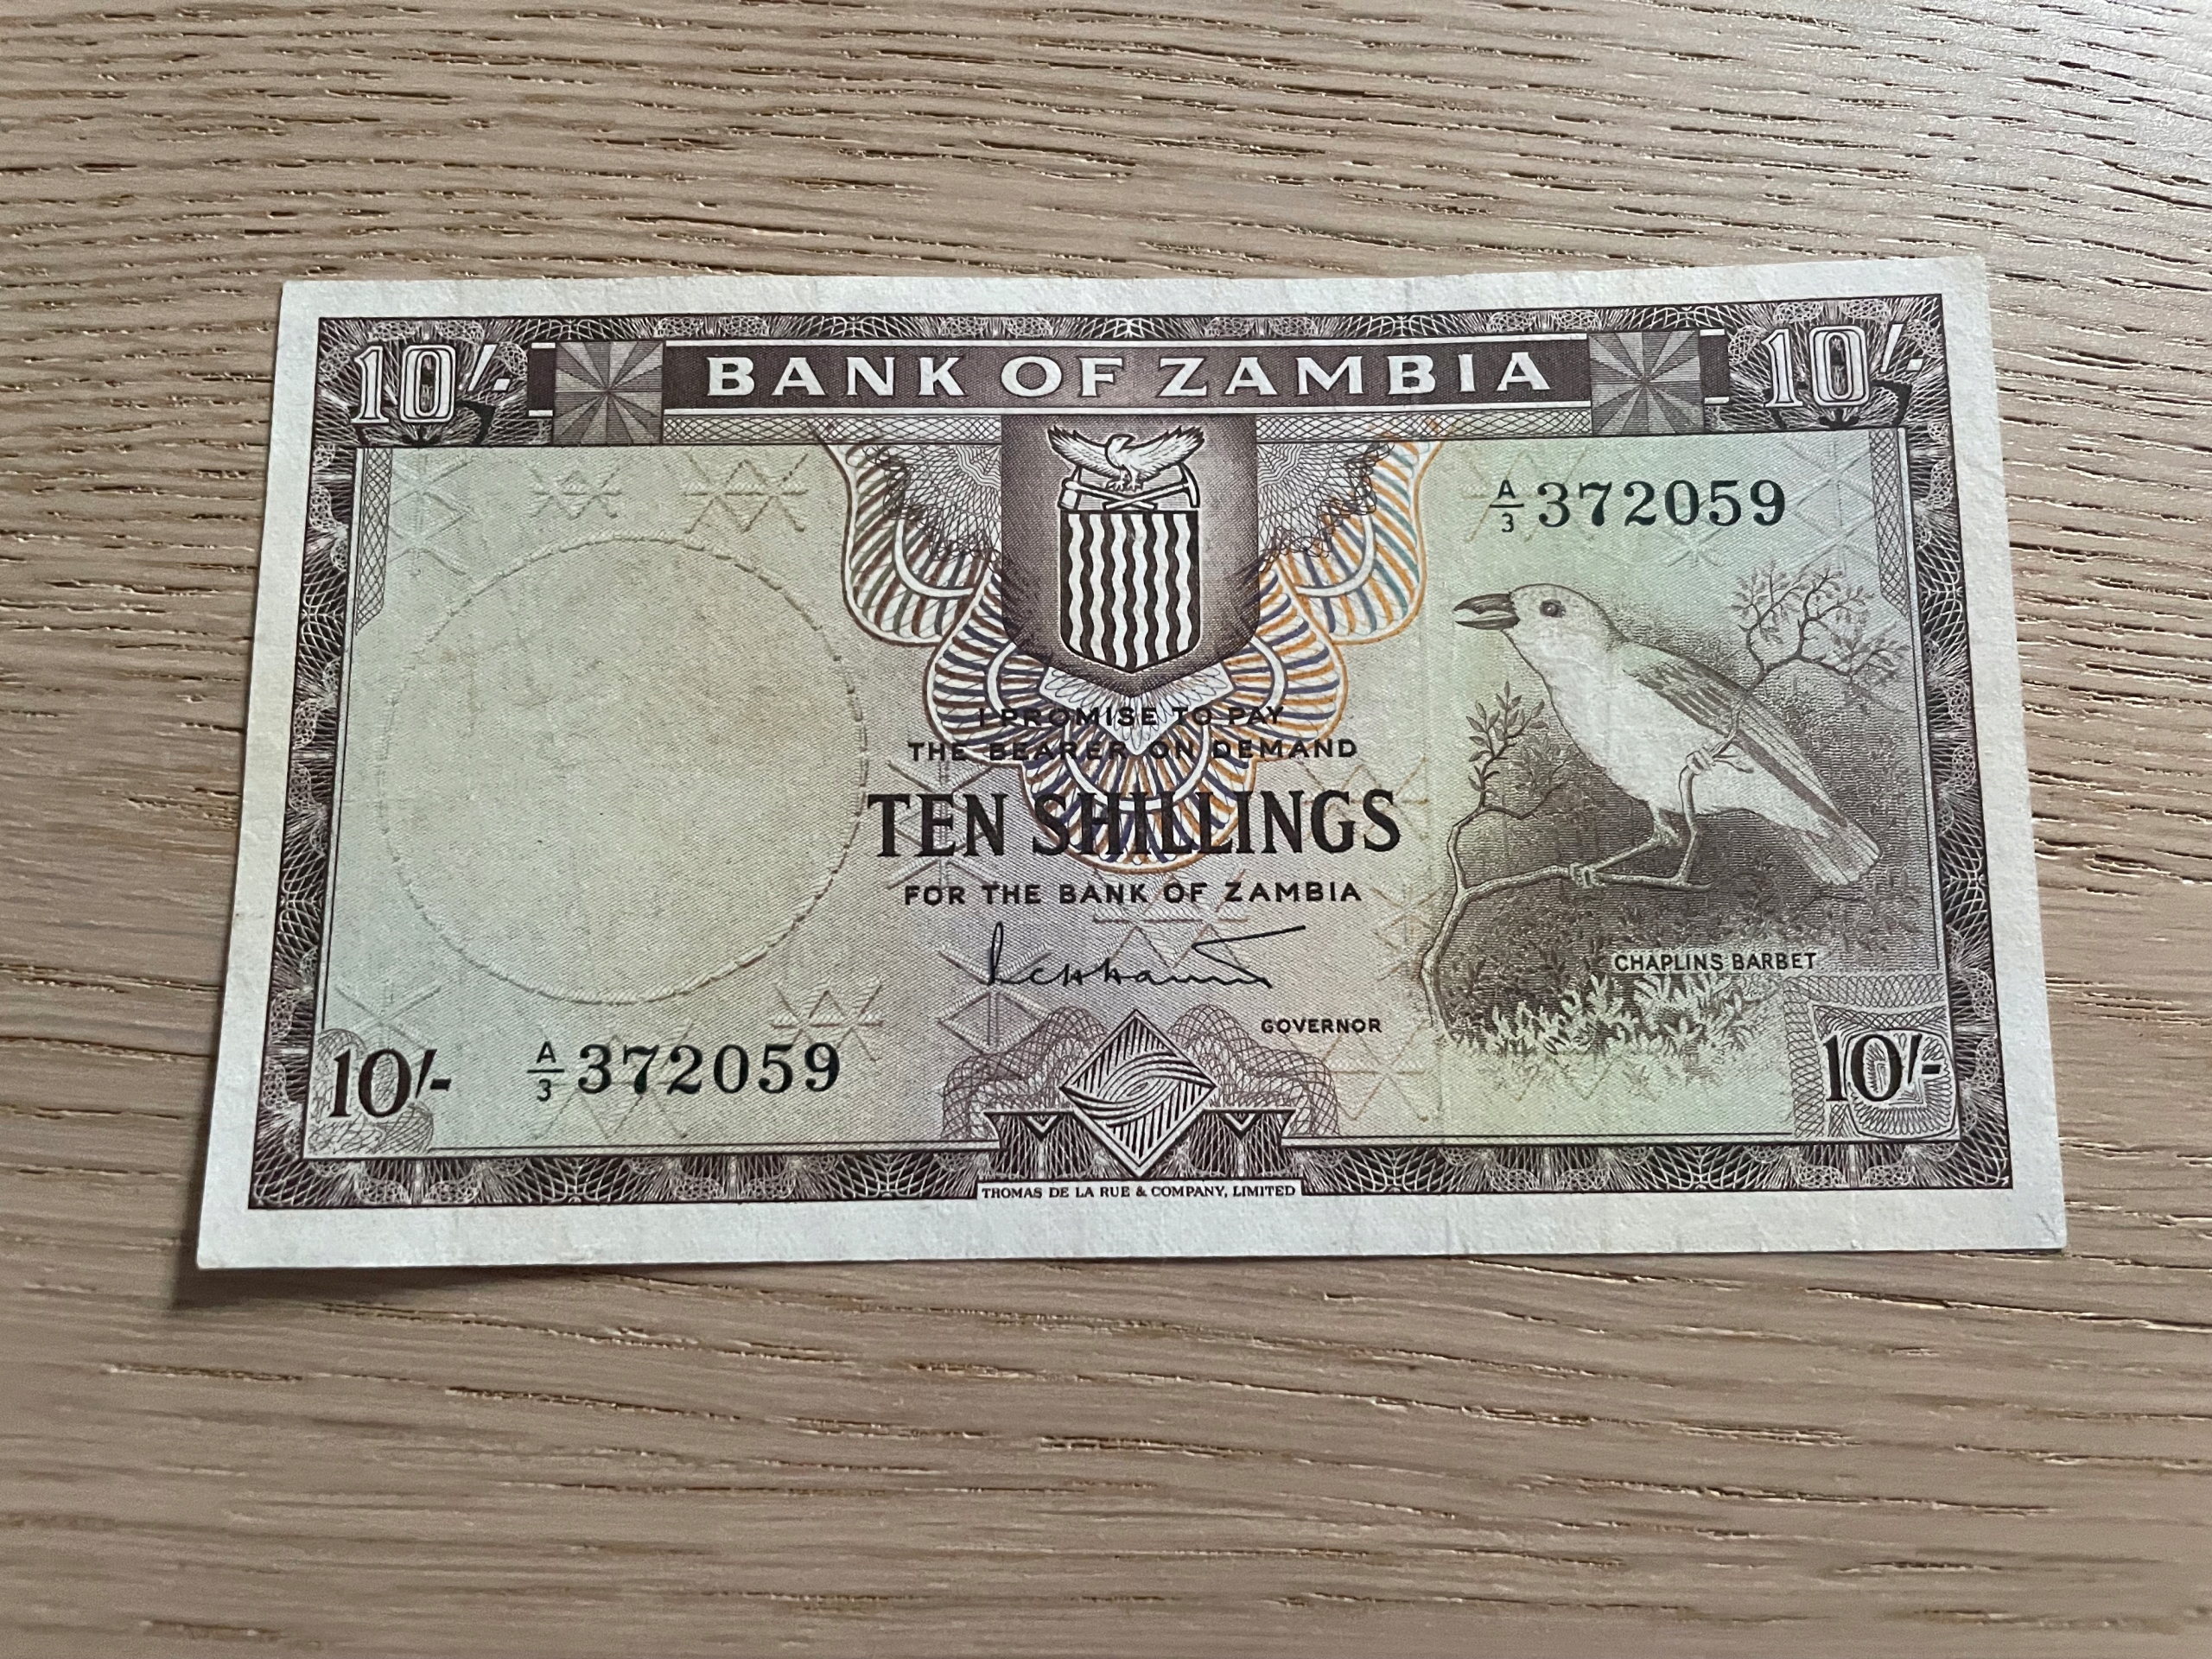 10/-
BANK OF ZAMBIA
10/-
A/3 372059
I PROMISE TO PAY
THE BEARER ON DEMAND
TEN SHILLINGS
FOR THE BANK OF ZAMBIA
CHAPLINS BARBET
GOVERNOR
10/-
A/3 372059
10/-
THOMAS DE LA RUE & COMPANY, LIMITED